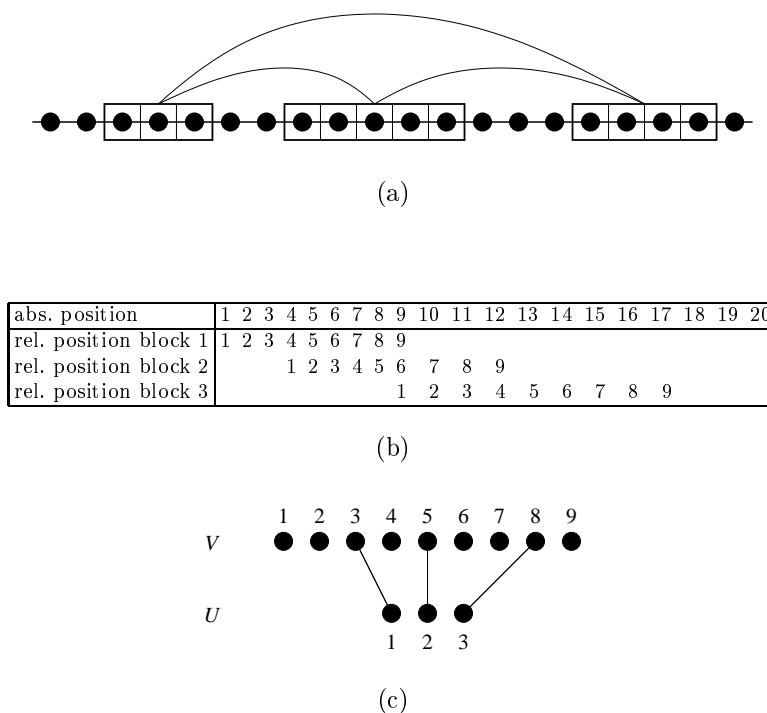 (a)
abs. position 1 2 3 4 5 6 7 8 9 10 11 12 13 14 15 16 17 18 19 20
rel. position block 1 1 2 3 4 5 6 7 8 9
rel. position block 2 1 2 3 4 5 6 7 8 9
rel. position block 3 1 2 3 4 5 6 7 8 9
(b)
1 2 3 4 5 6 7 8 9
V
U
1 2 3
(c)